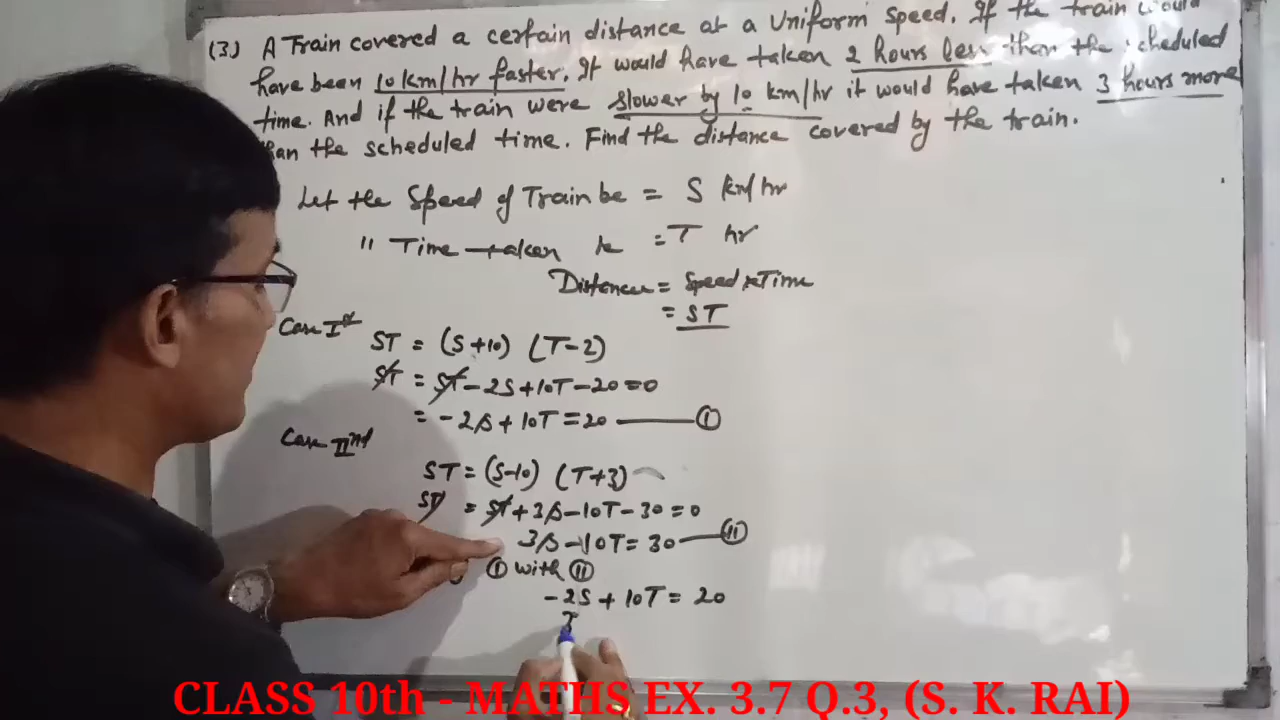 (3.) A Train covered a certain distance at a Uniform Speed. If the train would
have been 10 km/hr faster. It would have taken 2 hours less than the scheduled
time. And if the train were slower by 10 km/hr it would have taken 3 hours more
than the scheduled time. Find the distance covered by the train.
Let the Speed of Train be = S km/hr
" Time taken = T hr
Distance = Speed × Time
= ST
Case Ist
ST = (S+10) (T-2)
ST = ST-2S+10T-20=0
= -2S+10T=20 ——— I
Case IInd
ST = (S-10) (T+3)
ST = ST+3S-10T-30=0
3S-10T=30 —— II
I with II
-2S+10T=20
CLASS 10th - MATHS EX. 3.7 Q.3, (S. K. RAI)